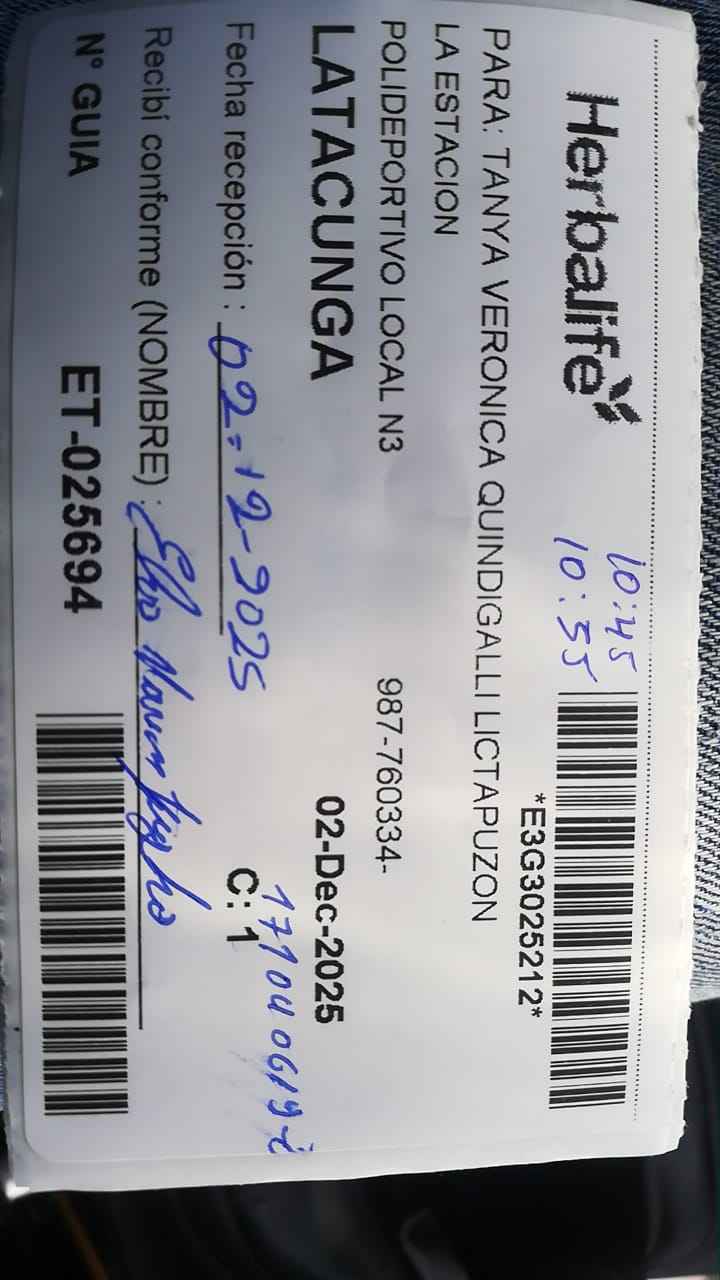 Herbalife
10:45
10:55
*E3G3025212*
PARA: TANYA VERONICA QUINDIGALLI LICTAPUZON
LA ESTACION
POLIDEPORTIVO LOCAL N3 987-760334-
LATACUNGA 02-Dec-2025
Fecha recepción : 02-12-2025 C: 1
Recibí conforme (NOMBRE) :
N° GUIA ET-025694